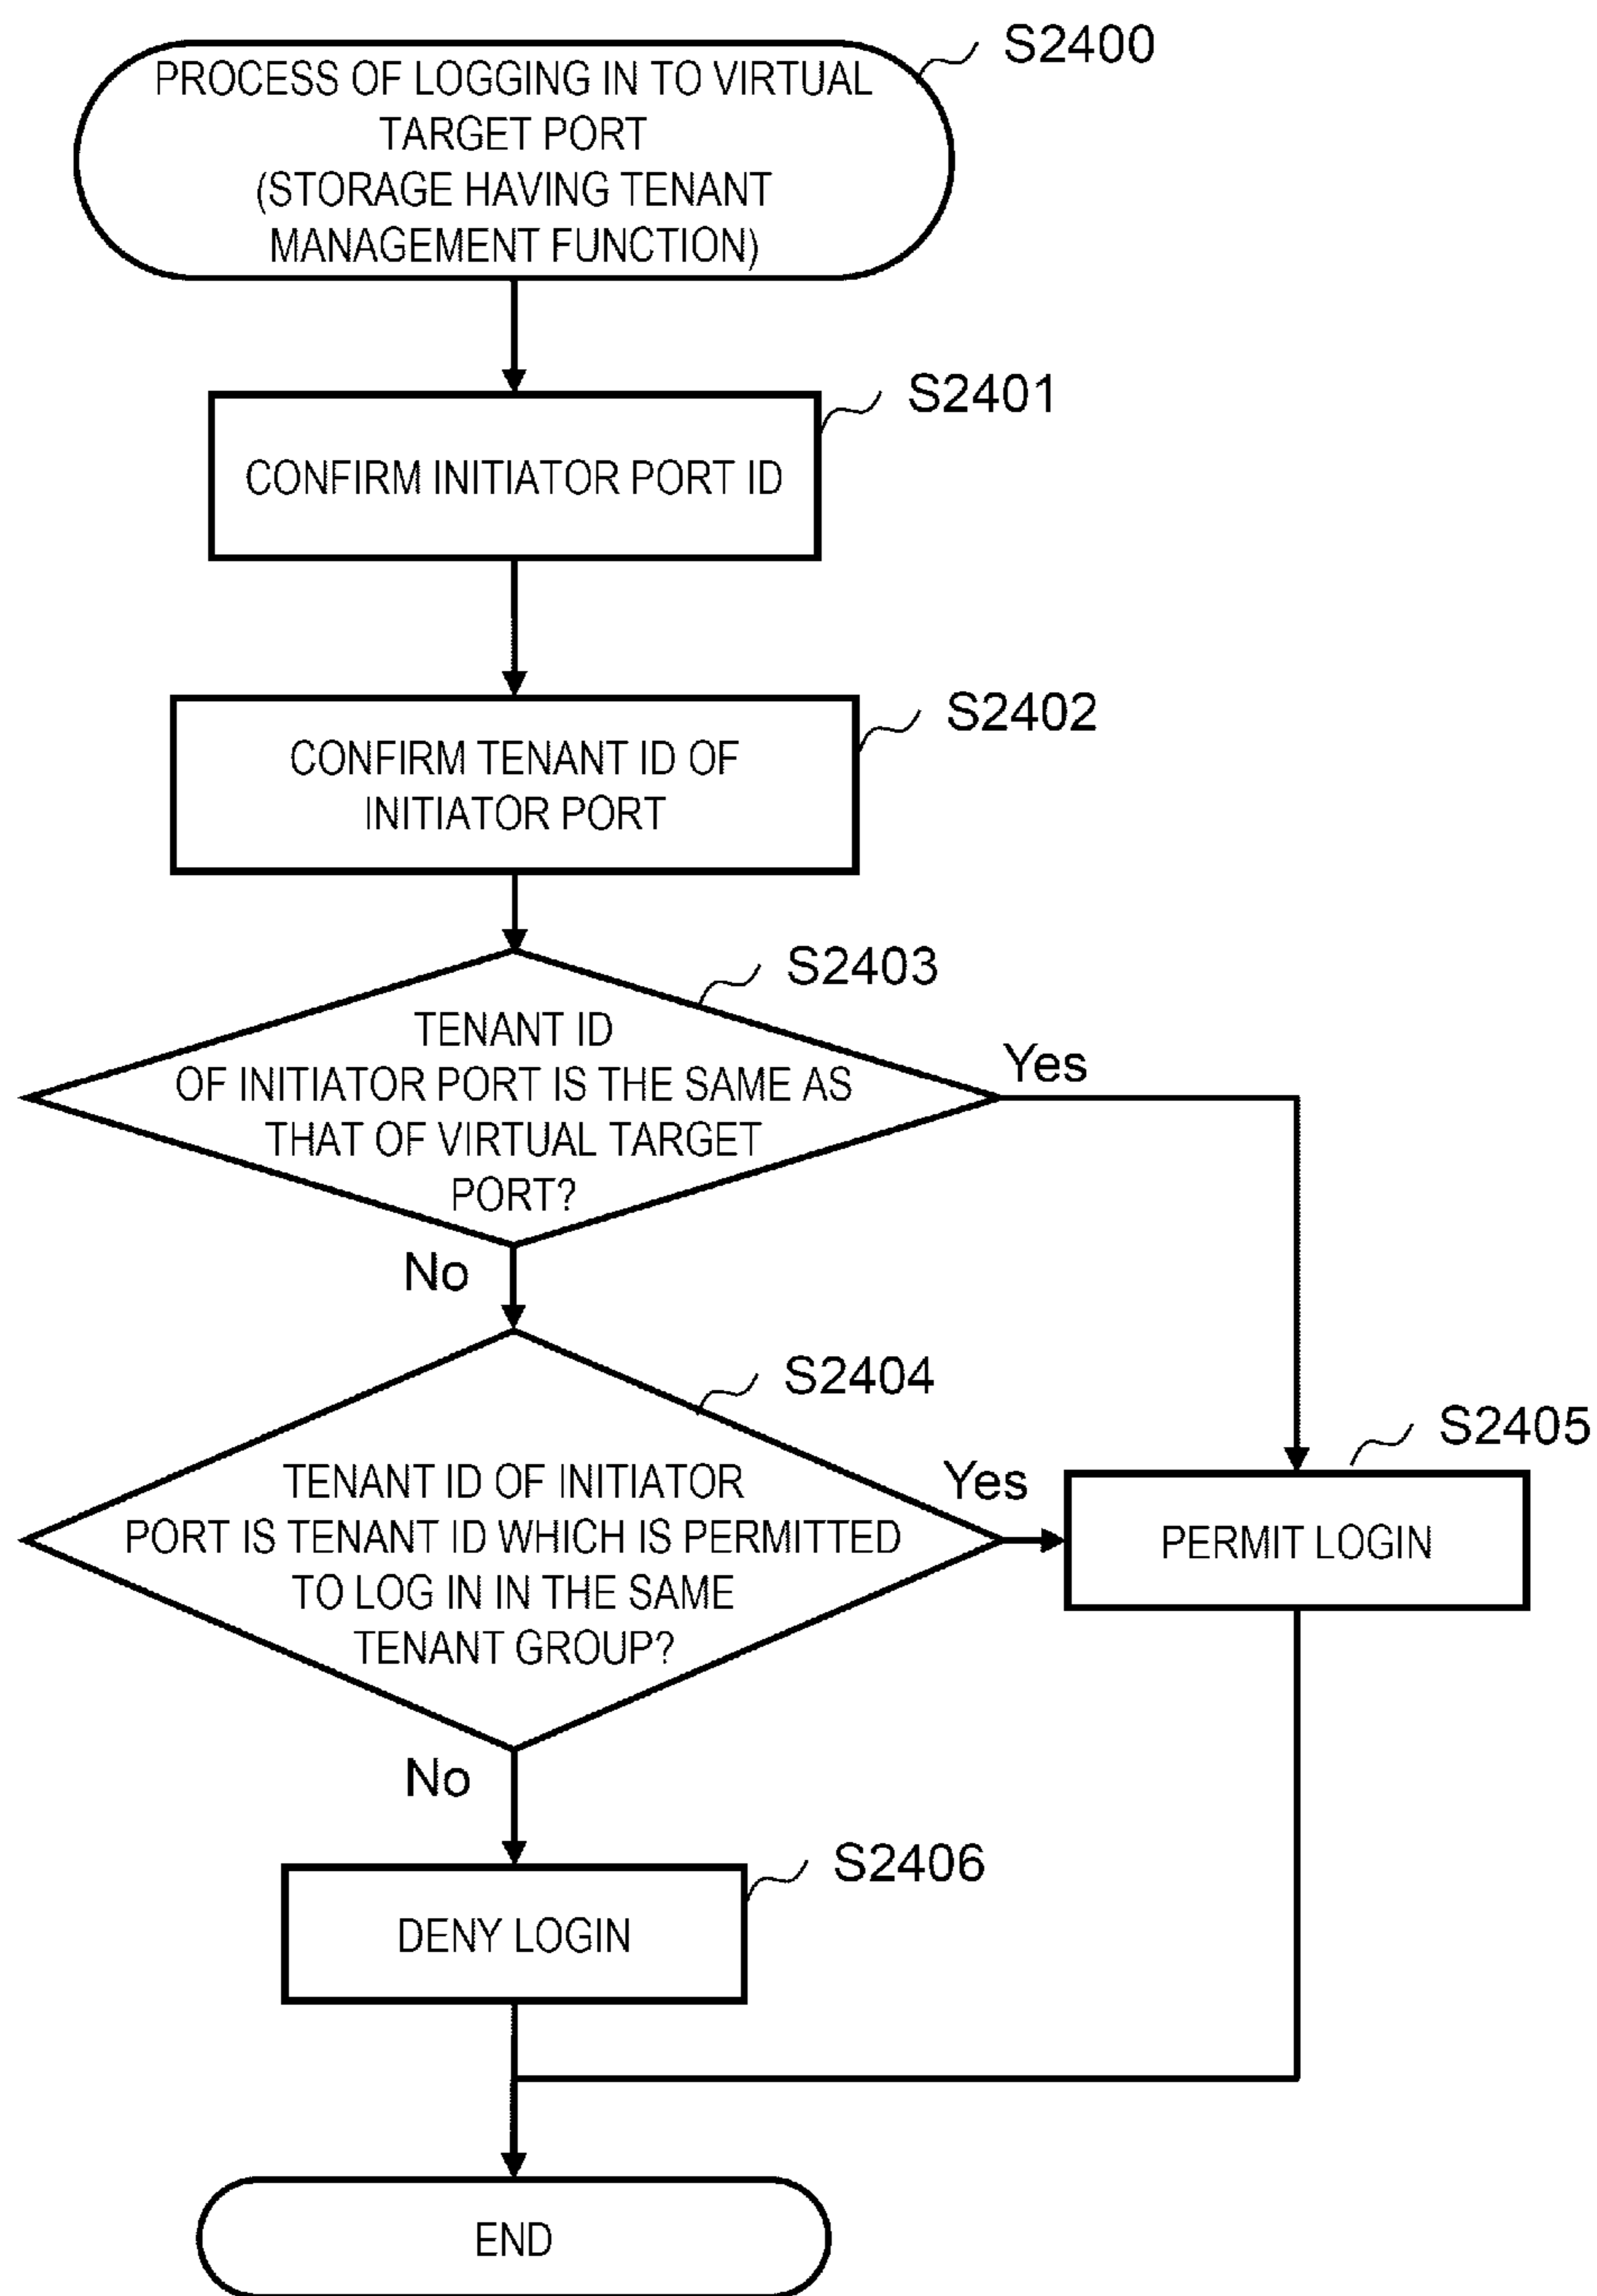 S2400
PROCESS OF LOGGING IN TO VIRTUAL
TARGET PORT
(STORAGE HAVING TENANT
MANAGEMENT FUNCTION)
S2401
CONFIRM INITIATOR PORT ID
S2402
CONFIRM TENANT ID OF
INITIATOR PORT
S2403
TENANT ID
OF INITIATOR PORT IS THE SAME AS
THAT OF VIRTUAL TARGET
PORT?
Yes
No
S2404
TENANT ID OF INITIATOR
PORT IS TENANT ID WHICH IS PERMITTED
TO LOG IN IN THE SAME
TENANT GROUP?
Yes
S2405
PERMIT LOGIN
No
S2406
DENY LOGIN
END